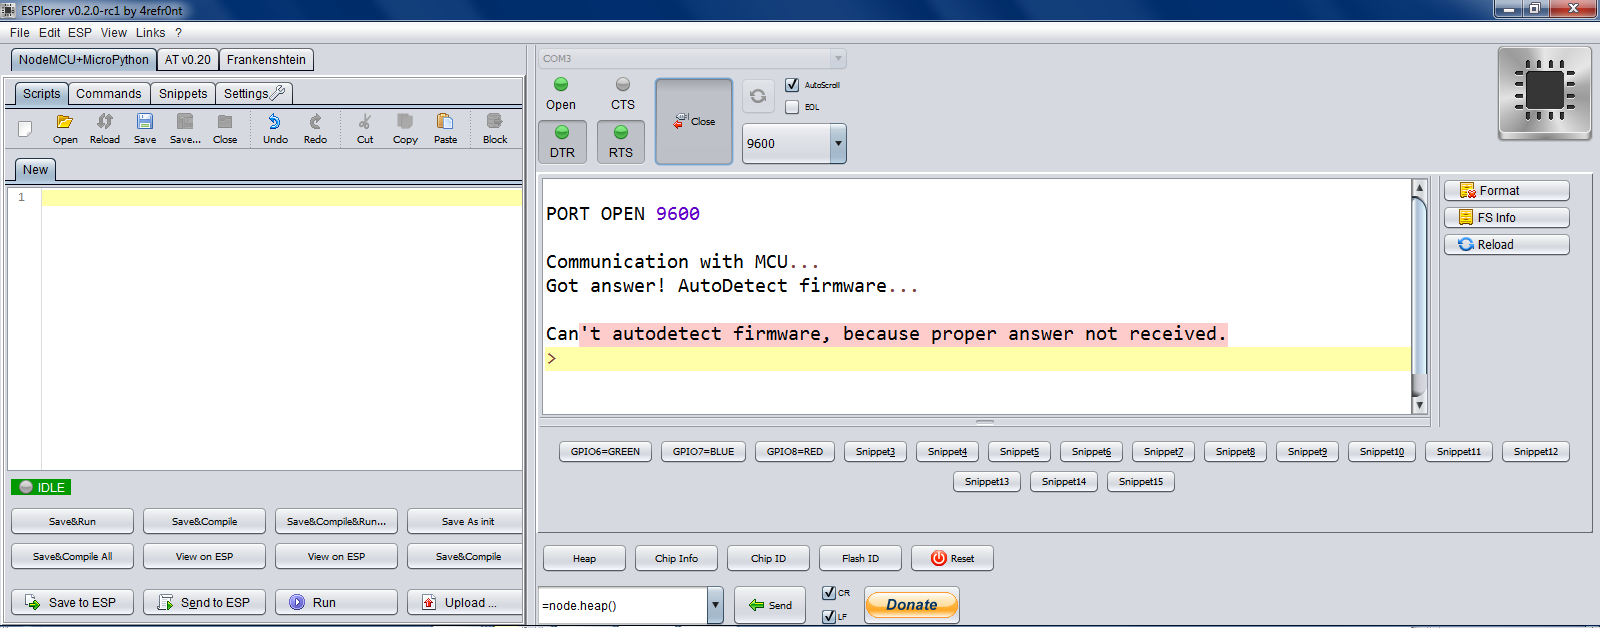 ESPlorer v0.2.0-rc1 by 4refr0nt
File Edit ESP View Links ?
NodeMCU+MicroPython AT v0.20 Frankenshtein
Scripts Commands Snippets Settings
Open Reload Save Save... Close Undo Redo Cut Copy Paste Block
New
1
IDLE
Save&Run Save&Compile Save&Compile&Run... Save As init
Save&Compile All View on ESP View on ESP Save&Compile
Save to ESP Send to ESP Run Upload ...
COM3
Open CTS
DTR RTS
Close
AutoScroll
EOL
9600
PORT OPEN 9600
Communication with MCU...
Got answer! AutoDetect firmware...
Can't autodetect firmware, because proper answer not received.
>
Format
FS Info
Reload
GPIO6=GREEN GPIO7=BLUE GPIO8=RED Snippet3 Snippet4 Snippet5 Snippet6 Snippet7 Snippet8 Snippet9 Snippet10 Snippet11 Snippet12
Snippet13 Snippet14 Snippet15
Heap Chip Info Chip ID Flash ID Reset
=node.heap() Send
CR
LF
Donate